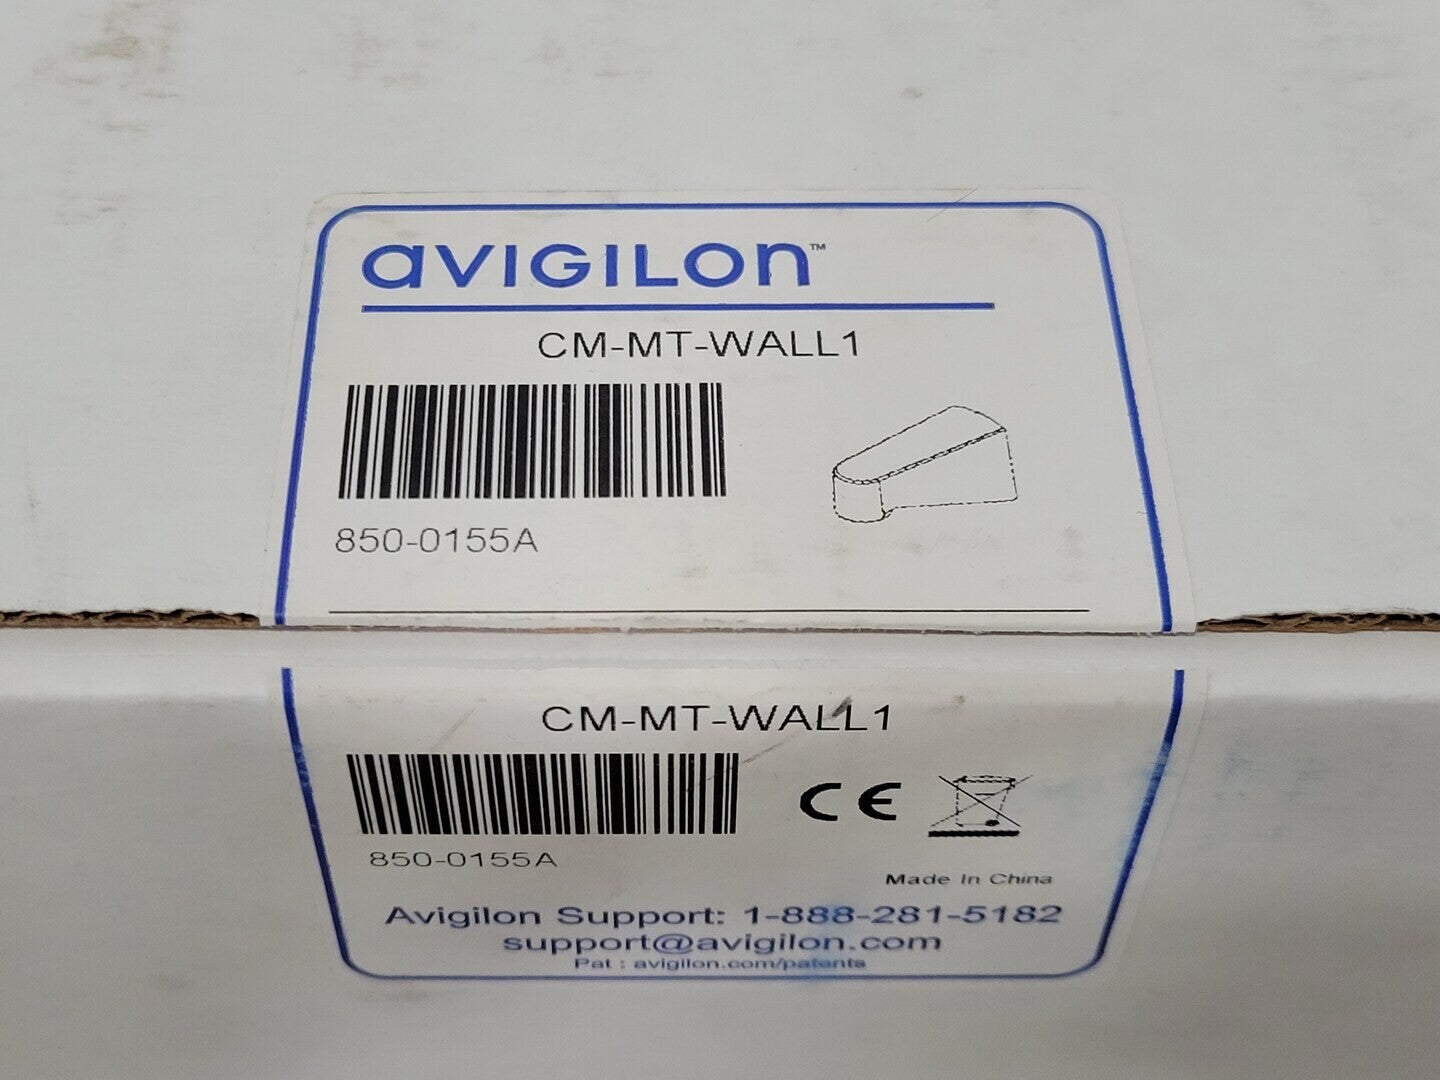 aVIGILOn™
CM-MT-WALL1
850-0155A
CM-MT-WALL1
850-0155A
CE
Made In China
Avigilon Support: 1-888-281-5182
support@avigilon.com
Pat : avigilon.com/patents